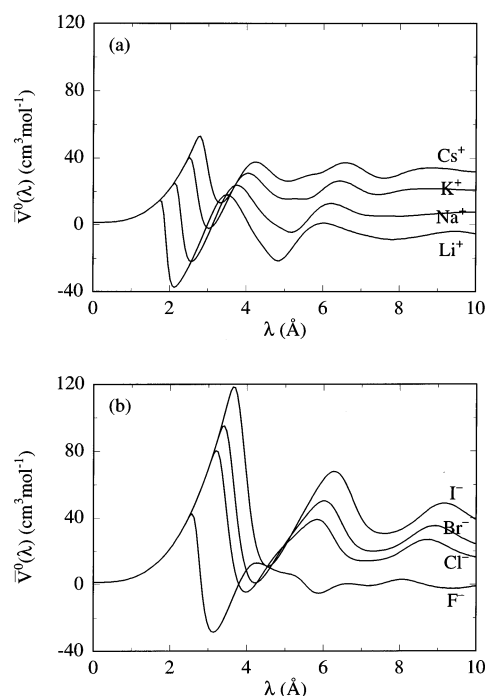 (a)
120
80
40
0
-40
V̄⁰(λ) (cm³mol⁻¹)
Cs⁺
K⁺
Na⁺
Li⁺
0 2 4 6 8 10
λ (Å)
(b)
120
80
40
0
-40
V̄⁰(λ) (cm³mol⁻¹)
I⁻
Br⁻
Cl⁻
F⁻
0 2 4 6 8 10
λ (Å)